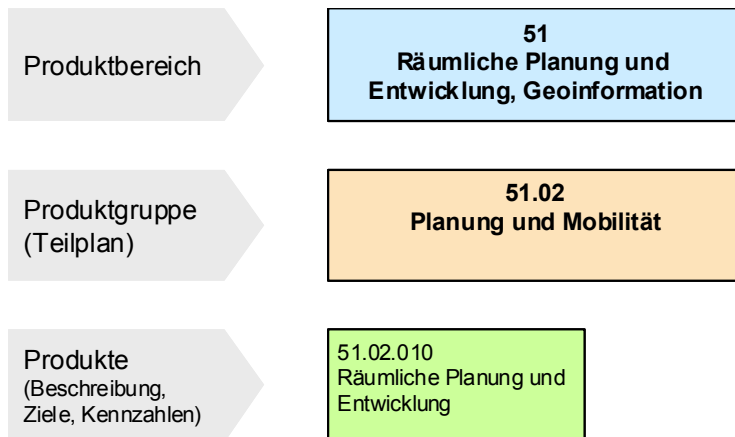 Produktbereich
51
Räumliche Planung und
Entwicklung, Geoinformation
Produktgruppe
(Teilplan)
51.02
Planung und Mobilität
Produkte
(Beschreibung,
Ziele, Kennzahlen)
51.02.010
Räumliche Planung und
Entwicklung